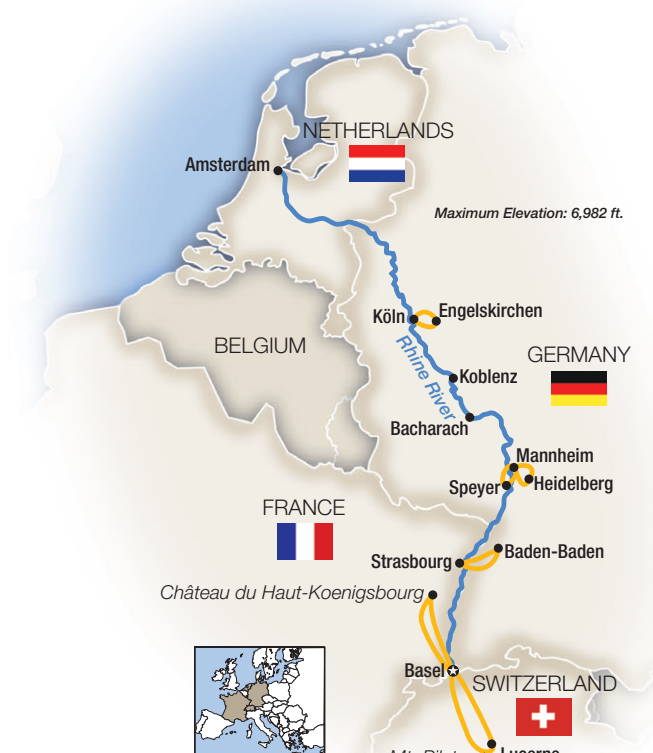 NETHERLANDS
Amsterdam
Maximum Elevation: 6,982 ft.
Köln
Engelskirchen
BELGIUM
Rhine River
GERMANY
Koblenz
Bacharach
Mannheim
Speyer
Heidelberg
FRANCE
Strasbourg
Baden-Baden
Château du Haut-Koenigsbourg
Basel
SWITZERLAND
Lucerne